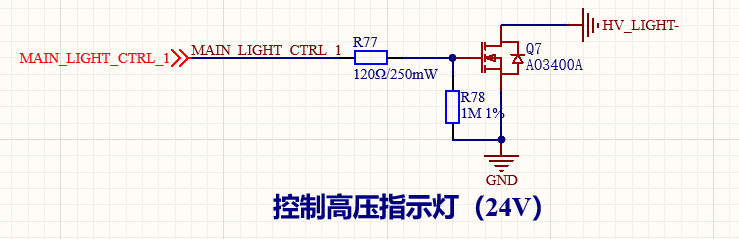 MAIN_LIGHT_CTRL_1
MAIN_LIGHT_CTRL_1
R77
120Ω/250mW
Q7
AO3400A
HV_LIGHT-
R78
1M 1%
GND
控制高压指示灯（24V）